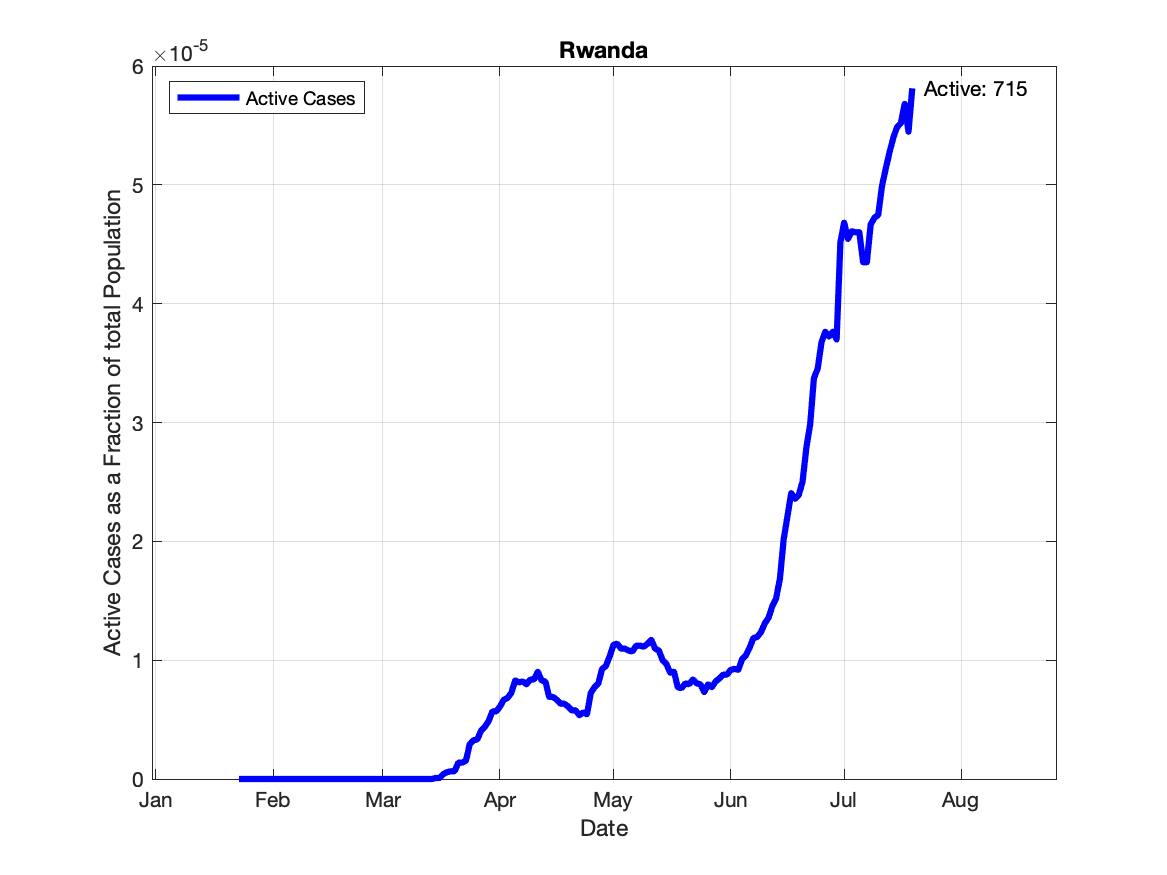 Rwanda
×10-5
Active Cases
Active: 715
6
5
4
3
2
1
0
Active Cases as a Fraction of total Population
Jan Feb Mar Apr May Jun Jul Aug
Date